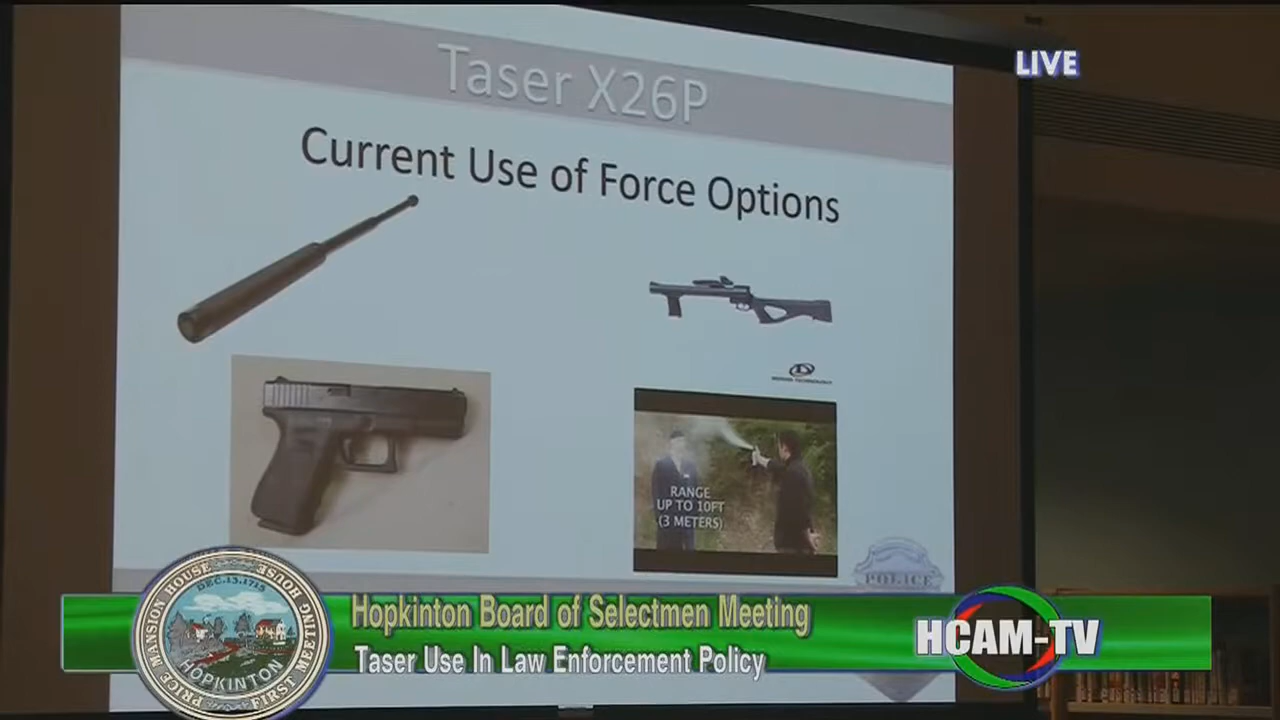 LIVE
Taser X26P
Current Use of Force Options
RANGE
UP TO 10FT
(3 METERS)
POLICE
Hopkinton Board of Selectmen Meeting
Taser Use In Law Enforcement Policy
HCAM-TV
PRICE MANSION HOUSE
FIRST MEETING HOUSE
DEC. 13, 1715
HOPKINTON